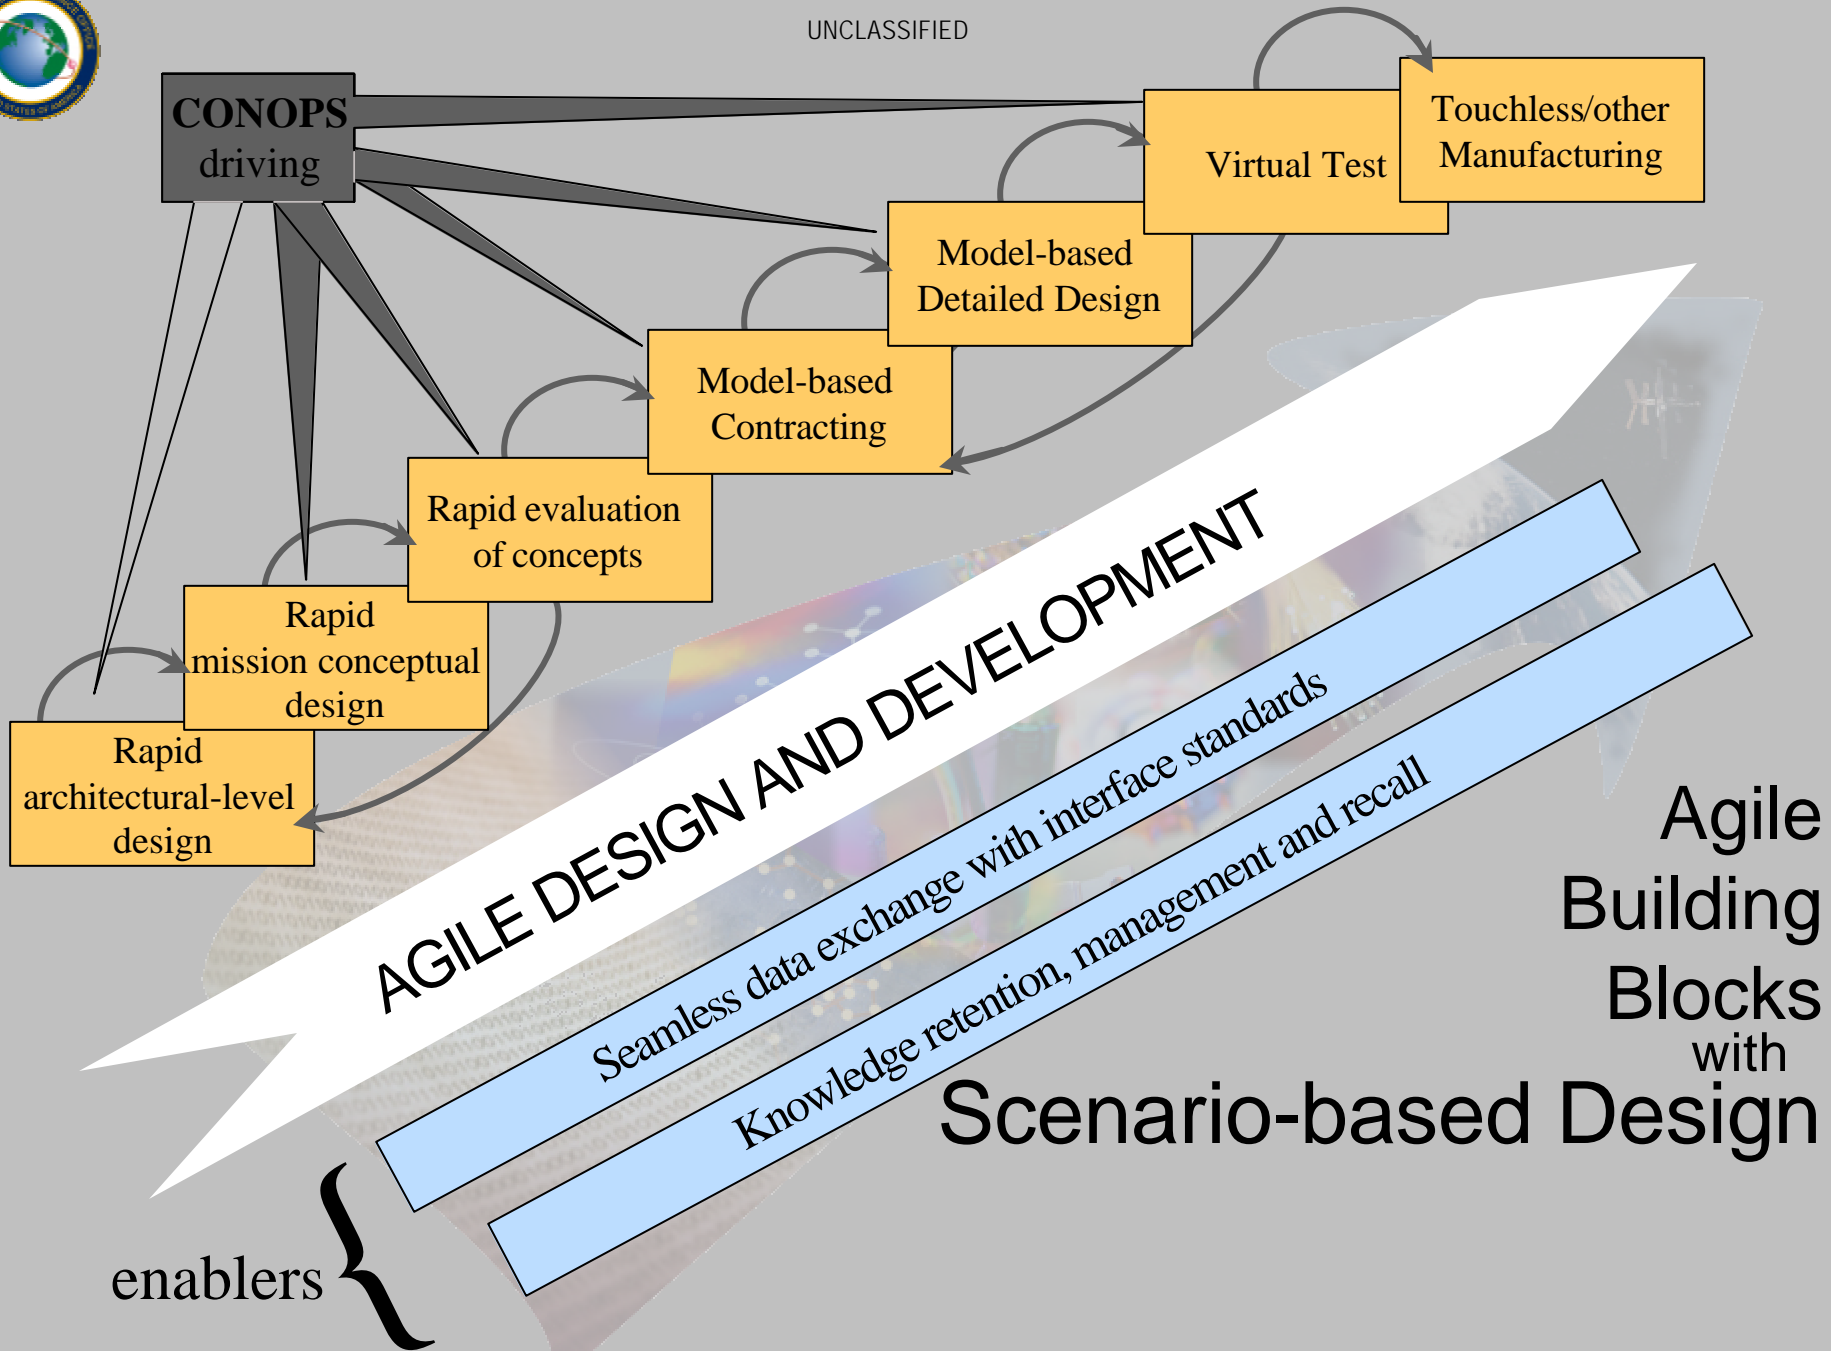 UNCLASSIFIED
CONOPS
driving
Touchless/other
Manufacturing
Virtual Test
Model-based
Detailed Design
Model-based
Contracting
Rapid evaluation
of concepts
Rapid
mission conceptual
design
Rapid
architectural-level
design
AGILE DESIGN AND DEVELOPMENT
Seamless data exchange with interface standards
Knowledge retention, management and recall
enablers
Agile
Building
Blocks
with
Scenario-based Design